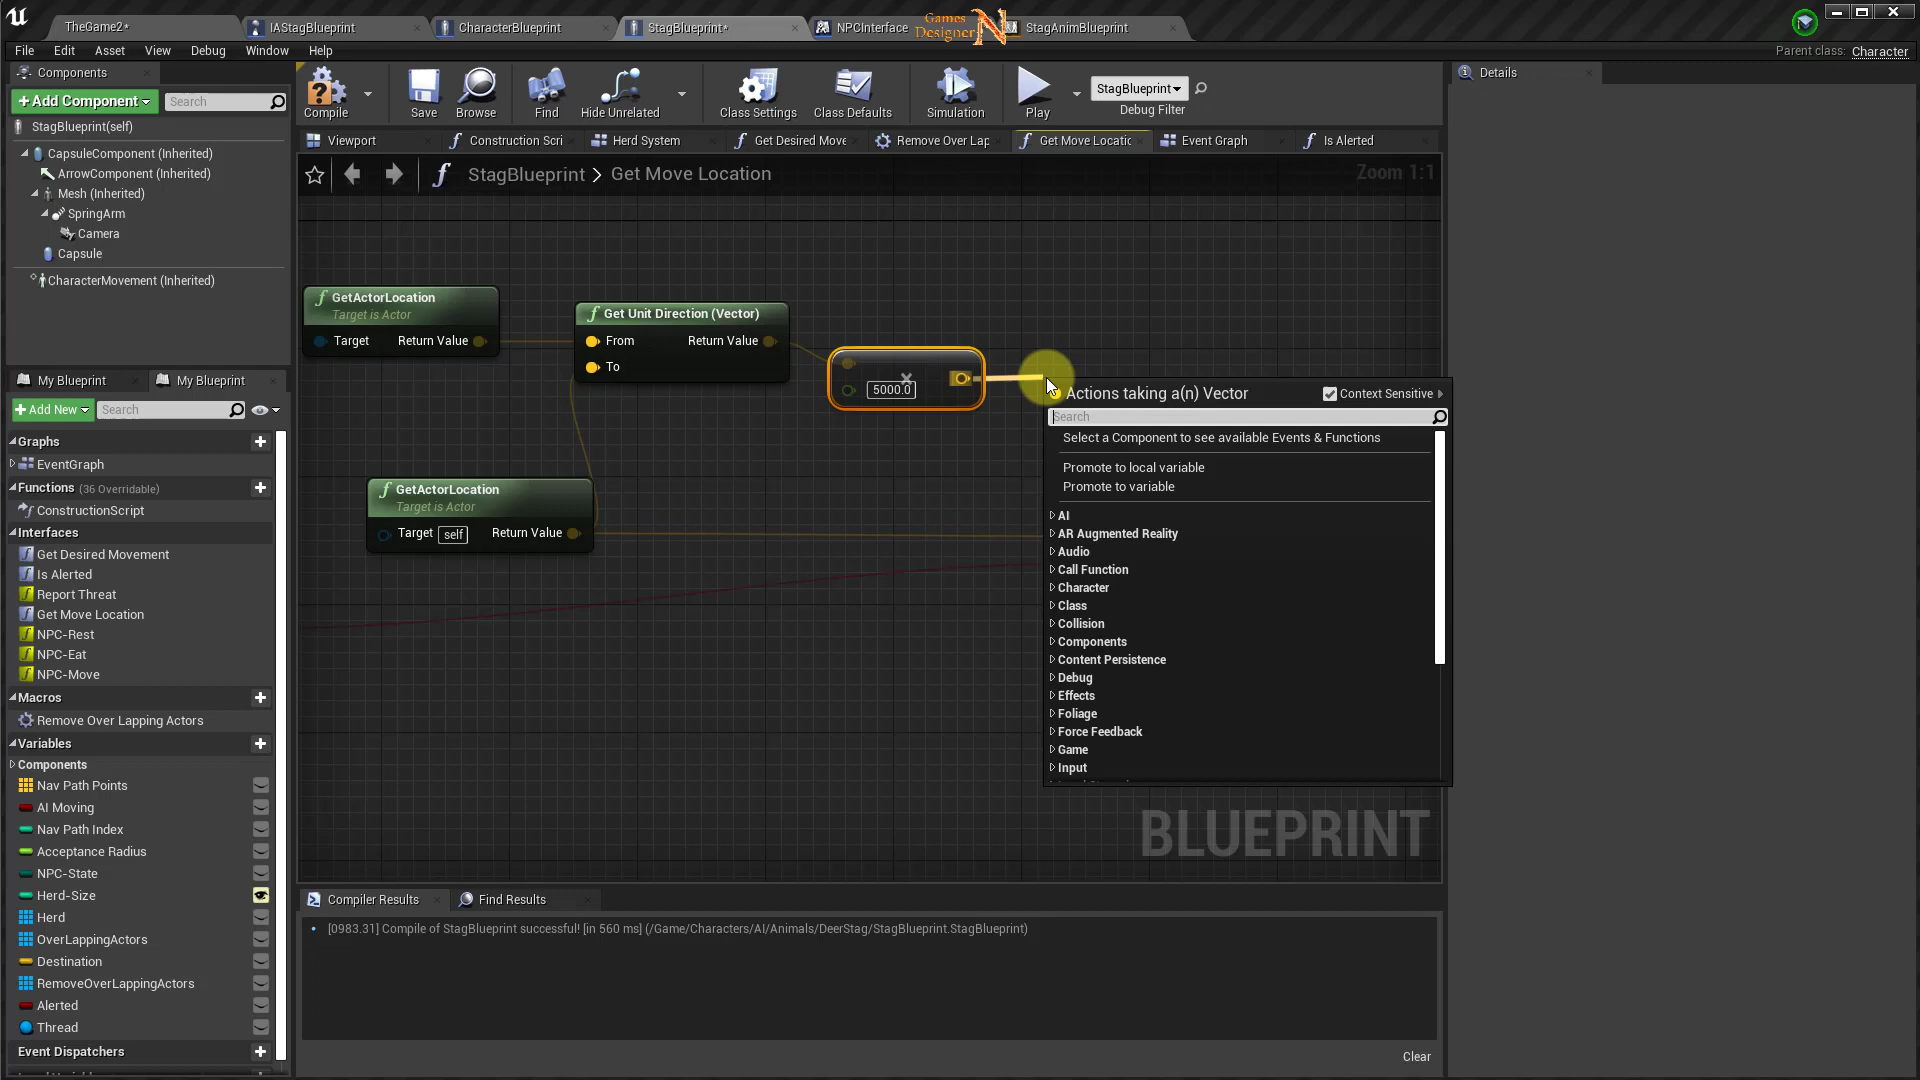 TheGame2*
IAStagBlueprint
CharacterBlueprint
StagBlueprint*
NPCInterface
Games
Designer
N
StagAnimBlueprint
File
Edit
Asset
View
Debug
Window
Help
Parent class: Character
Components
Details
+Add Component
Search
Compile
Save
Browse
Find
Hide Unrelated
Class Settings
Class Defaults
Simulation
Play
StagBlueprint
Debug Filter
StagBlueprint(self)
Viewport
Construction Scri
Herd System
Get Desired Move
Remove Over Lap
Get Move Locatic
Event Graph
Is Alerted
CapsuleComponent (Inherited)
ArrowComponent (Inherited)
Mesh (Inherited)
SpringArm
Camera
Capsule
CharacterMovement (Inherited)
StagBlueprint > Get Move Location
Zoom 1:1
GetActorLocation
Target is Actor
Target
Return Value
Get Unit Direction (Vector)
From
Return Value
To
5000.0
GetActorLocation
Target is Actor
Target
self
Return Value
Actions taking a(n) Vector
Context Sensitive
Search
Select a Component to see available Events & Functions
Promote to local variable
Promote to variable
AI
AR Augmented Reality
Audio
Call Function
Character
Class
Collision
Components
Content Persistence
Debug
Effects
Foliage
Force Feedback
Game
Input
BLUEPRINT
My Blueprint
My Blueprint
+Add New
Search
Graphs
EventGraph
Functions (36 Overridable)
ConstructionScript
Interfaces
Get Desired Movement
Is Alerted
Report Threat
Get Move Location
NPC-Rest
NPC-Eat
NPC-Move
Macros
Remove Over Lapping Actors
Variables
Components
Nav Path Points
AI Moving
Nav Path Index
Acceptance Radius
NPC-State
Herd-Size
Herd
OverLappingActors
Destination
RemoveOverLappingActors
Alerted
Thread
Event Dispatchers
Compiler Results
Find Results
[0983.31] Compile of StagBlueprint successful! [in 560 ms] (/Game/Characters/AI/Animals/DeerStag/StagBlueprint.StagBlueprint)
Clear